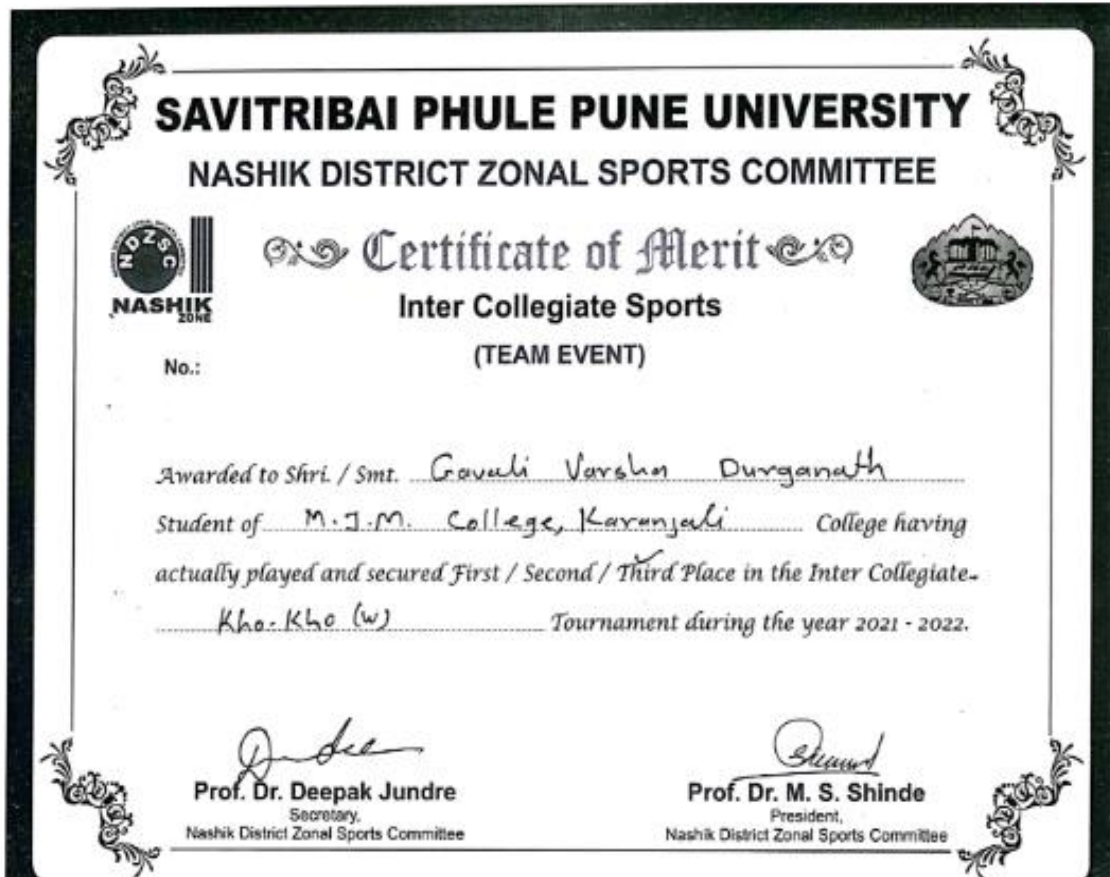 SAVITRIBAI PHULE PUNE UNIVERSITY
NASHIK DISTRICT ZONAL SPORTS COMMITTEE
NDZSC
NASHIK
ZONE
Certificate of Merit
Inter Collegiate Sports
(TEAM EVENT)
No.:
Awarded to Shri. / Smt. Gavali Varsha Durganath
Student of M.J.M. College, Karanjali College having
actually played and secured First / Second / Third Place in the Inter Collegiate
Kho-Kho (W) Tournament during the year 2021 - 2022.
Prof. Dr. Deepak Jundre
Secretary,
Nashik District Zonal Sports Committee
Prof. Dr. M. S. Shinde
President,
Nashik District Zonal Sports Committee